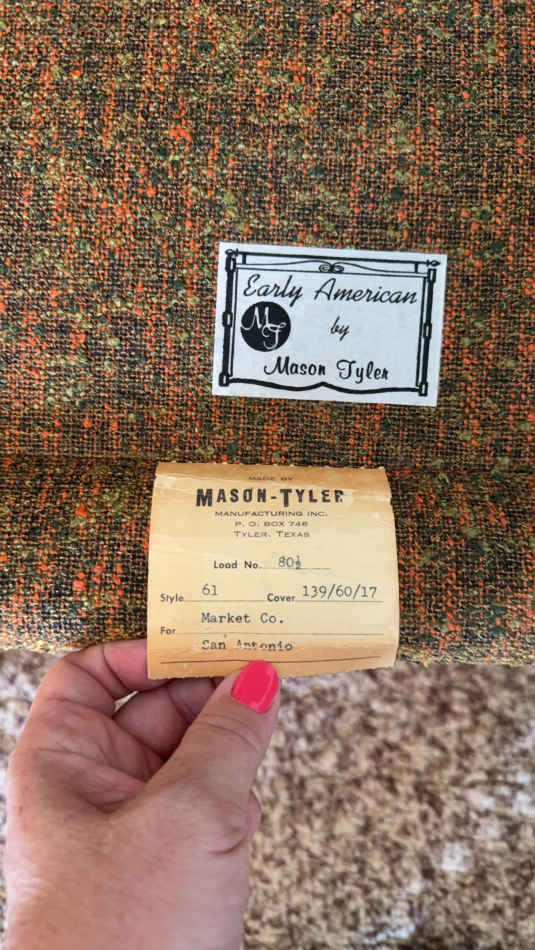 Early American
MT
by
Mason Tyler
MADE BY
MASON-TYLER
MANUFACTURING INC.
P. O. BOX 746
TYLER, TEXAS
Load No. 80½
Style 61 Cover 139/60/17
Market Co.
For
San Antonio